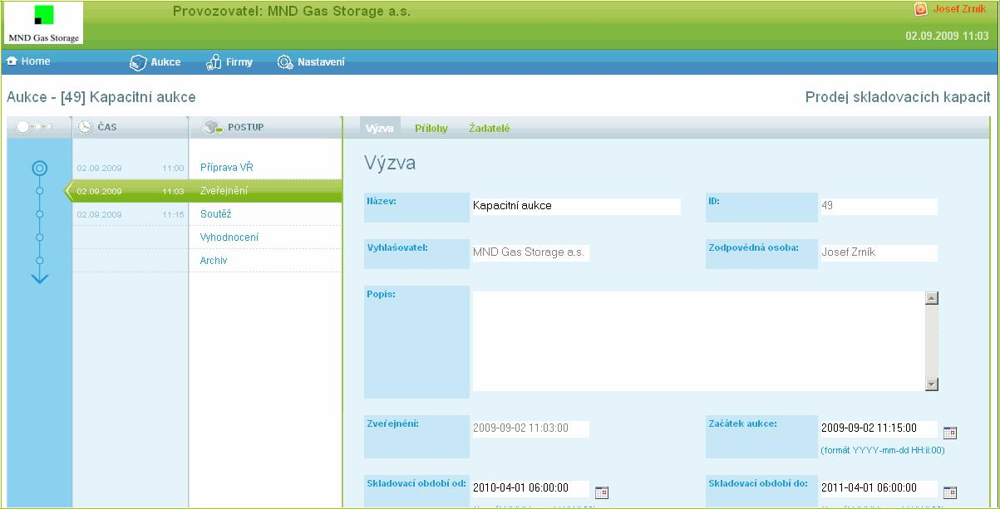 Provozovatel: MND Gas Storage a.s.
Josef Zrník
MND Gas Storage
02.09.2009 11:03
Home Aukce Firmy Nastavení
Aukce - [49] Kapacitní aukce
Prodej skladovacích kapacit
ČAS POSTUP
Výzva Přílohy Žadatelé
Výzva
02.09.2009 11:00 Příprava VŘ
02.09.2009 11:03 Zveřejnění
02.09.2009 11:15 Soutěž
Vyhodnocení
Archiv
Název: Kapacitní aukce ID: 49
Vyhlašovatel: MND Gas Storage a.s. Zodpovědná osoba: Josef Zrník
Popis:
Zveřejnění: 2009-09-02 11:03:00 Začátek aukce: 2009-09-02 11:15:00
(formát YYYY-mm-dd HH:ii:00)
Skladovací období od: 2010-04-01 06:00:00 Skladovací období do: 2011-04-01 06:00:00